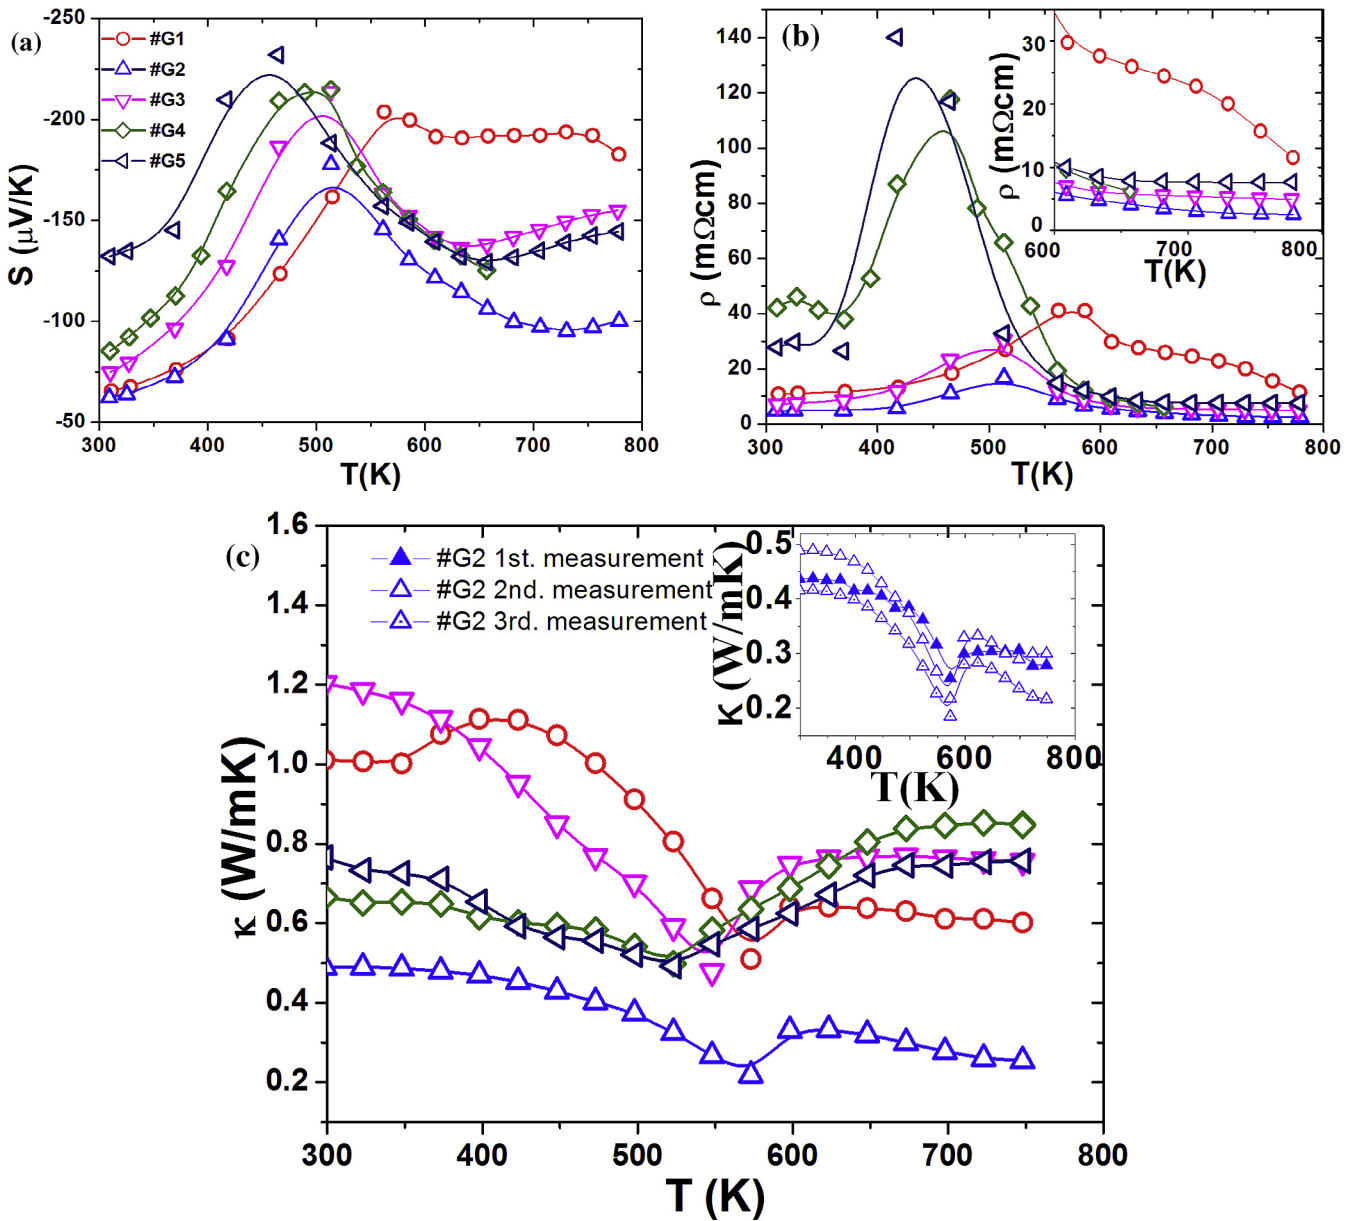 (a)
-250
-200
-150
-100
-50
S (μV/K)
#G1
#G2
#G3
#G4
#G5
300 400 500 600 700 800
T(K)
(b)
140
120
100
80
60
40
20
0
ρ (mΩcm)
300 400 500 600 700 800
T(K)
30
20
10
0
ρ (mΩcm)
600 700 800
T(K)
(c)
1.6
1.4
1.2
1.0
0.8
0.6
0.4
0.2
κ (W/mK)
#G2 1st. measurement
#G2 2nd. measurement
#G2 3rd. measurement
300 400 500 600 700 800
T (K)
0.5
0.4
0.3
0.2
K (W/mK)
400 600 800
T(K)